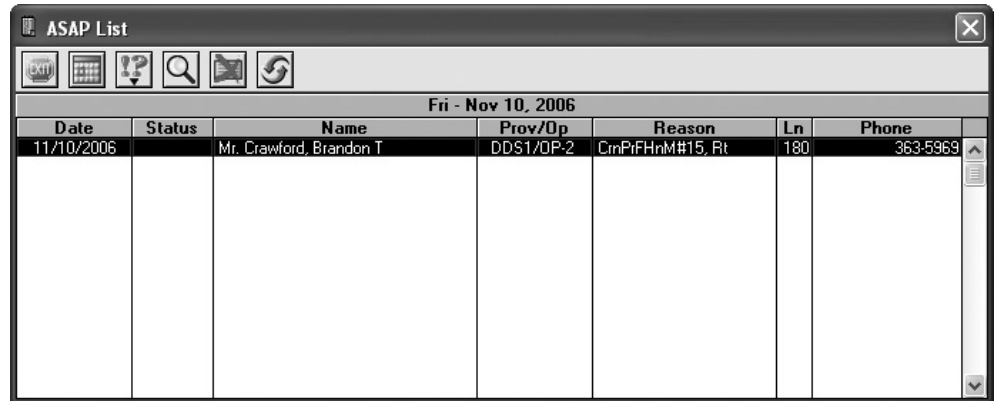 ASAP List
EXIT
Fri - Nov 10, 2006
Date Status Name Prov/Op Reason Ln Phone
11/10/2006 Mr. Crawford, Brandon T DDS1/OP-2 CrnPrFHnM#15, Rt 180 363-5969